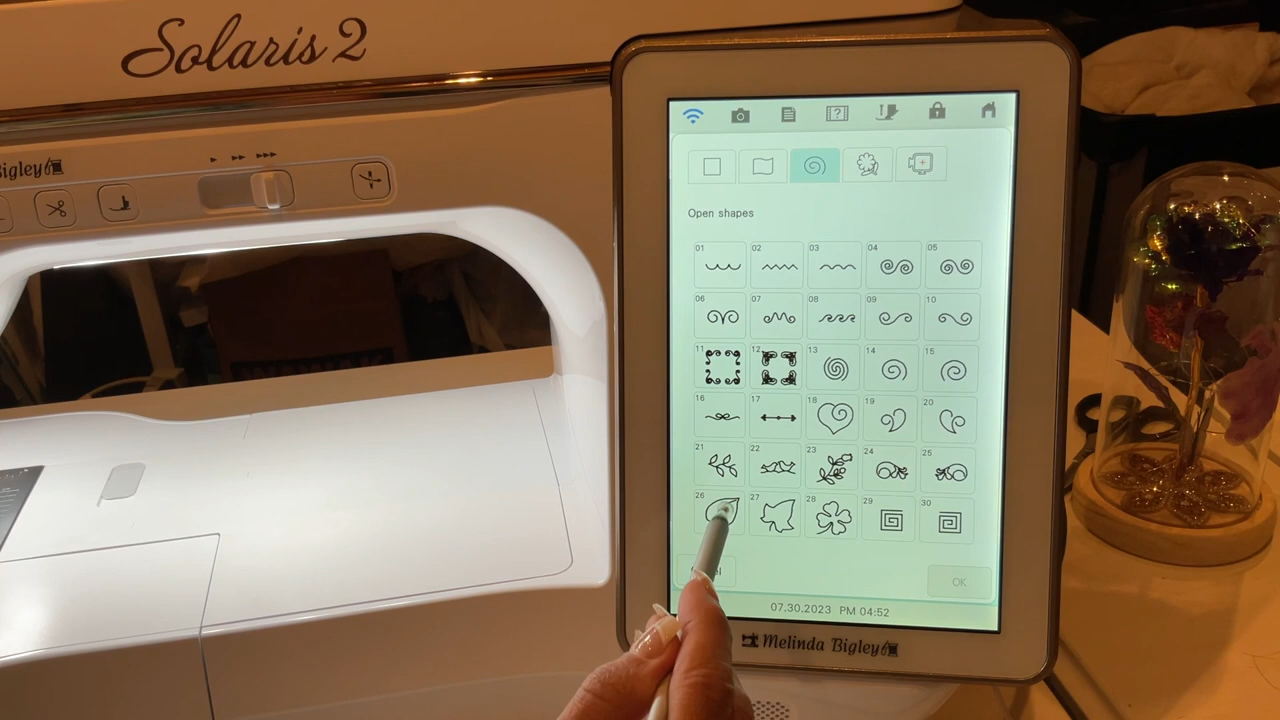 Solaris 2
Bigley
Open shapes
01 02 03 04 05
06 07 08 09 10
11 12 13 14 15
16 17 18 19 20
21 22 23 24 25
26 27 28 29 30
OK
07.30.2023 PM 04:52
Melinda Bigley